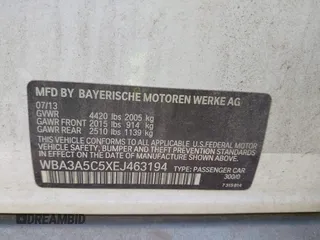 MFD BY BAYERISCHE MOTOREN WERKE AG
07/13
GVWR 4420 lbs 2005 kg
GAWR FRONT 2015 lbs 914 kg
GAWR REAR 2510 lbs 1139 kg
THIS VEHICLE CONFORMS TO ALL APPLICABLE U.S. FEDERAL MOTOR VEHICLE SAFETY, BUMPER, AND THEFT PREVENTION STANDARDS IN EFFECT ON THE DATE OF MANUFACTURE SHOWN ABOVE.
WBA3A5C5XEJ463194 TYPE: PASSENGER CAR
300/0
DREAMBID